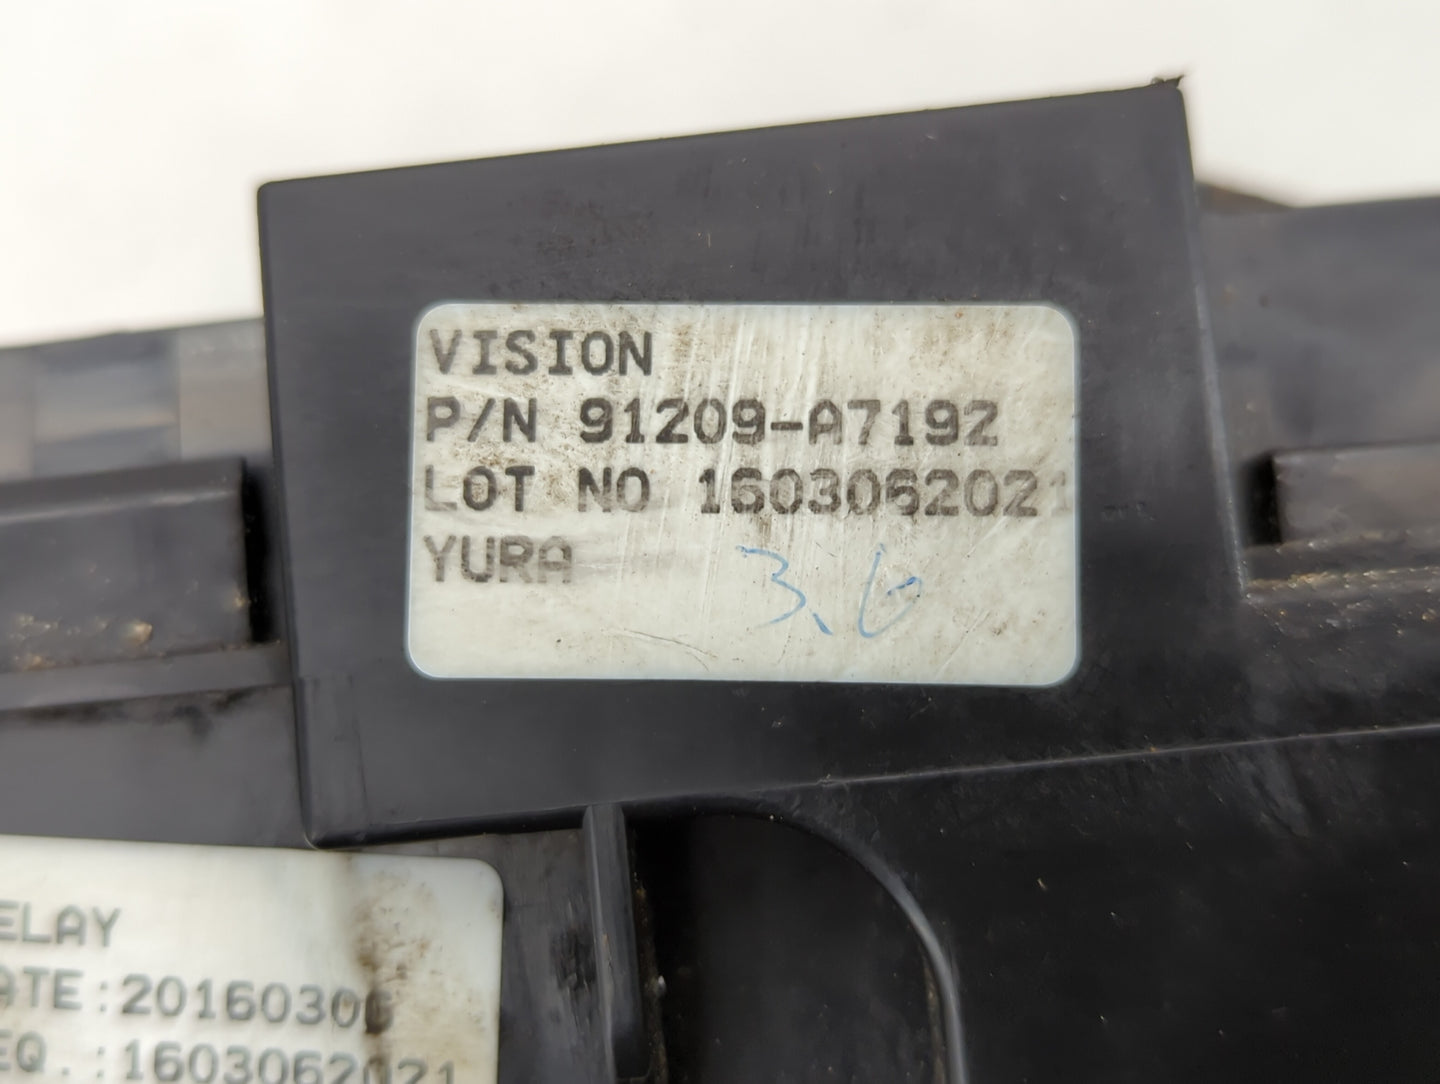 VISION
P/N 91209-A7192
LOT NO 1603062021
YURA
3.6
ELAY
ATE:20160306
EQ.:1603062021